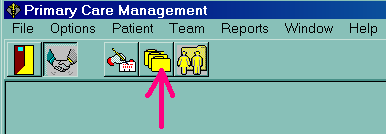 Primary Care Management
File Options Patient Team Reports Window Help